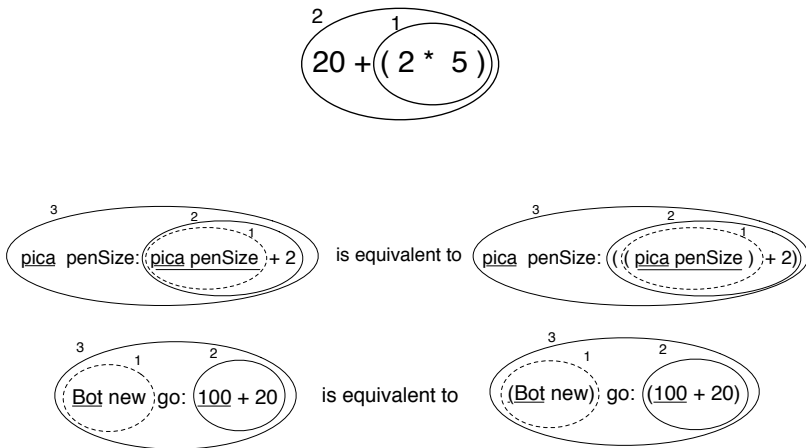 2
1
20 + ( 2 * 5 )
3
2
1
pica penSize: pica penSize + 2
is equivalent to
3
2
1
pica penSize: ( ( pica penSize ) + 2)
3
1
2
Bot new go: 100 + 20
is equivalent to
3
1
2
(Bot new) go: (100 + 20)